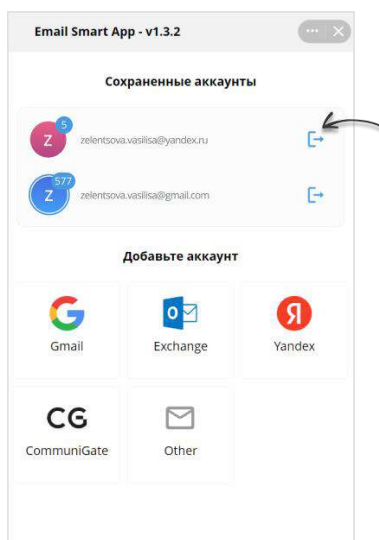 Email Smart App - v1.3.2
Сохраненные аккаунты
5
Z
zelentsova.vasilisa@yandex.ru
577
Z
zelentsova.vasilisa@gmail.com
Добавьте аккаунт
Gmail Exchange Yandex
CG
CommuniGate Other